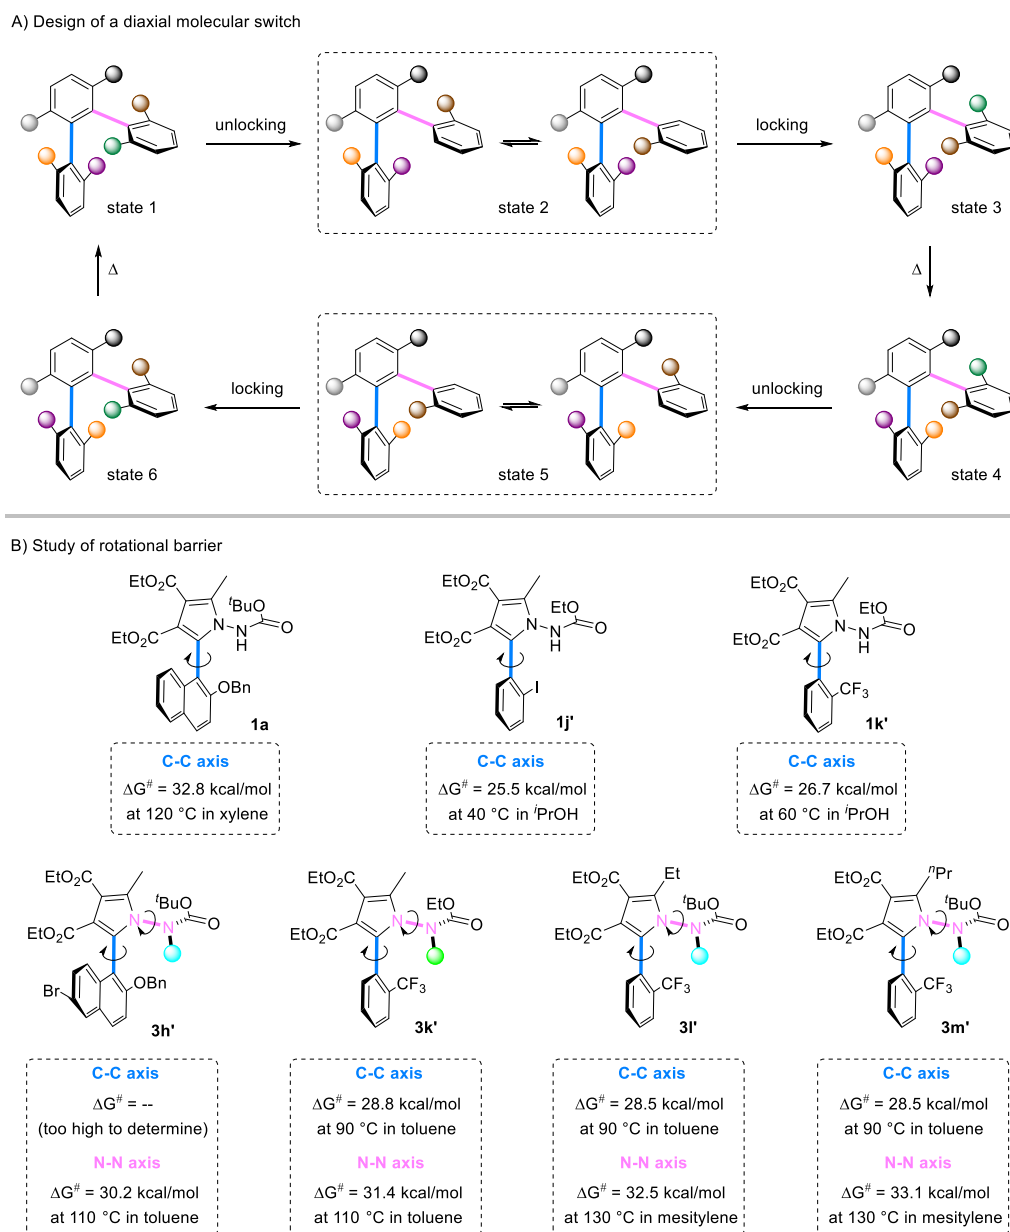 A) Design of a diaxial molecular switch
unlocking
locking
state 1
state 2
state 3
Δ
Δ
locking
unlocking
state 6
state 5
state 4
B) Study of rotational barrier
EtO2C
tBuO
EtO2C
N
N
H
O
OBn
1a
EtO2C
EtO
EtO2C
N
N
H
O
I
1j'
EtO2C
EtO
EtO2C
N
N
H
O
CF3
1k'
C-C axis
ΔG# = 32.8 kcal/mol
at 120 °C in xylene
C-C axis
ΔG# = 25.5 kcal/mol
at 40 °C in iPrOH
C-C axis
ΔG# = 26.7 kcal/mol
at 60 °C in iPrOH
EtO2C
tBuO
EtO2C
N
N
O
Br
OBn
3h'
EtO2C
EtO
EtO2C
N
N
O
CF3
3k'
Et
EtO2C
tBuO
EtO2C
N
N
O
CF3
3l'
nPr
EtO2C
tBuO
EtO2C
N
N
O
CF3
3m'
C-C axis
ΔG# = --
(too high to determine)
N-N axis
ΔG# = 30.2 kcal/mol
at 110 °C in toluene
C-C axis
ΔG# = 28.8 kcal/mol
at 90 °C in toluene
N-N axis
ΔG# = 31.4 kcal/mol
at 110 °C in toluene
C-C axis
ΔG# = 28.5 kcal/mol
at 90 °C in toluene
N-N axis
ΔG# = 32.5 kcal/mol
at 130 °C in mesitylene
C-C axis
ΔG# = 28.5 kcal/mol
at 90 °C in toluene
N-N axis
ΔG# = 33.1 kcal/mol
at 130 °C in mesitylene